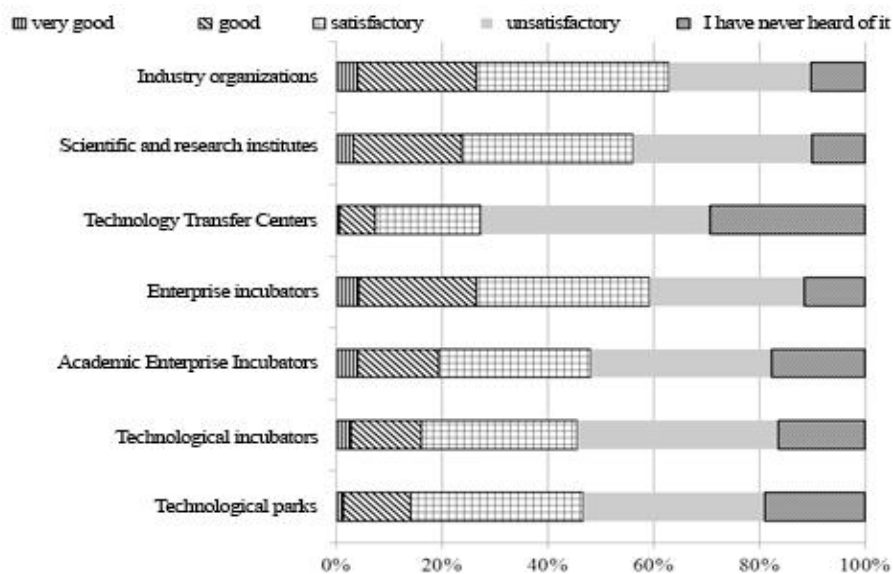 very good good satisfactory unsatisfactory I have never heard of it
Industry organizations
Scientific and research institutes
Technology Transfer Centers
Enterprise incubators
Academic Enterprise Incubators
Technological incubators
Technological parks
0% 20% 40% 60% 80% 100%